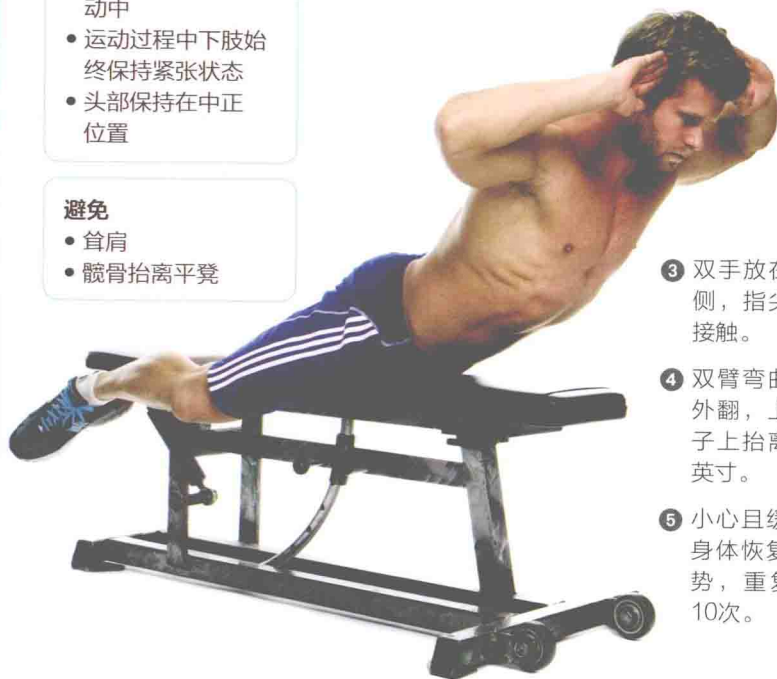 动中
• 运动过程中下肢始
终保持紧张状态
• 头部保持在中正
位置
避免
• 耸肩
• 髋骨抬离平凳
❸ 双手放在
侧，指尖
接触。
❹ 双臂弯曲
外翻，上
子上抬离
英寸。
❺ 小心且缓
身体恢复
势，重复
10次。